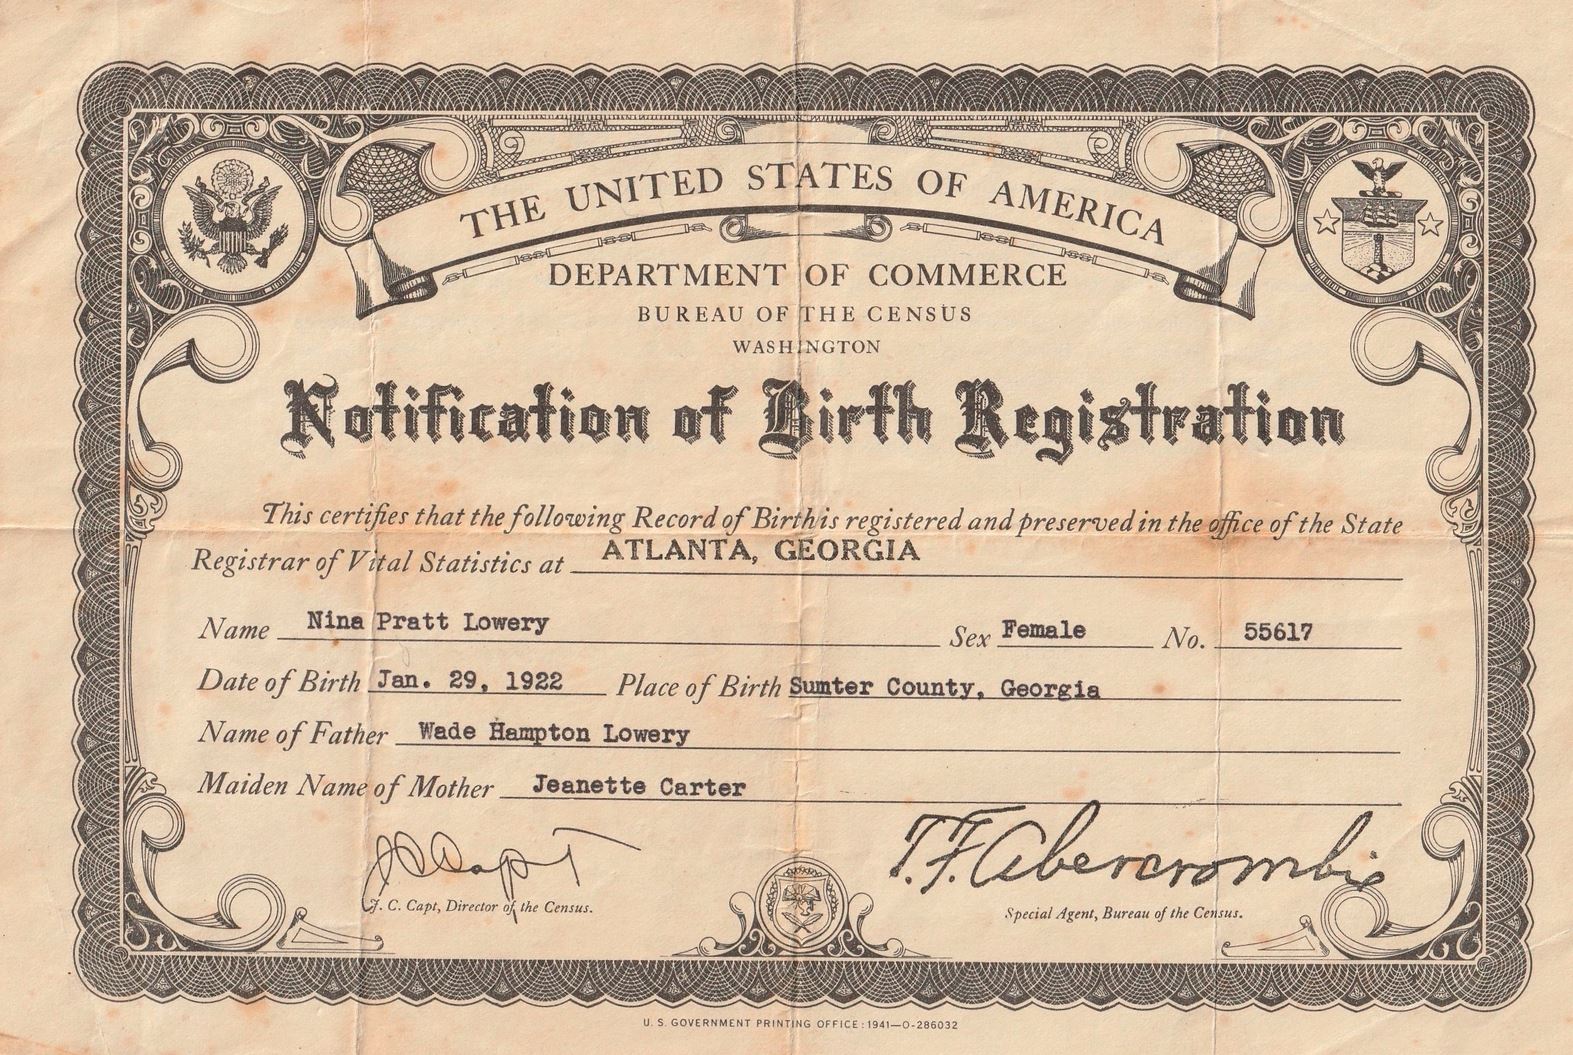 THE UNITED STATES OF AMERICA
DEPARTMENT OF COMMERCE
BUREAU OF THE CENSUS
WASHINGTON
Notification of Birth Registration
This certifies that the following Record of Birth is registered and preserved in the office of the State
Registrar of Vital Statistics at ATLANTA, GEORGIA
Name Nina Pratt Lowery Sex Female No. 55617
Date of Birth Jan. 29, 1922 Place of Birth Sumter County, Georgia
Name of Father Wade Hampton Lowery
Maiden Name of Mother Jeanette Carter
J C Capt T. F. Abercrombie
J. C. Capt, Director of the Census. Special Agent, Bureau of the Census.
U. S. GOVERNMENT PRINTING OFFICE : 1941—O-286032